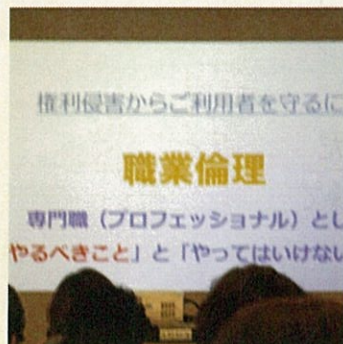 権利侵害からご利用者を守るに
職業倫理
専門職（プロフェッショナル）とし
やるべきこと」と「やってはいけない